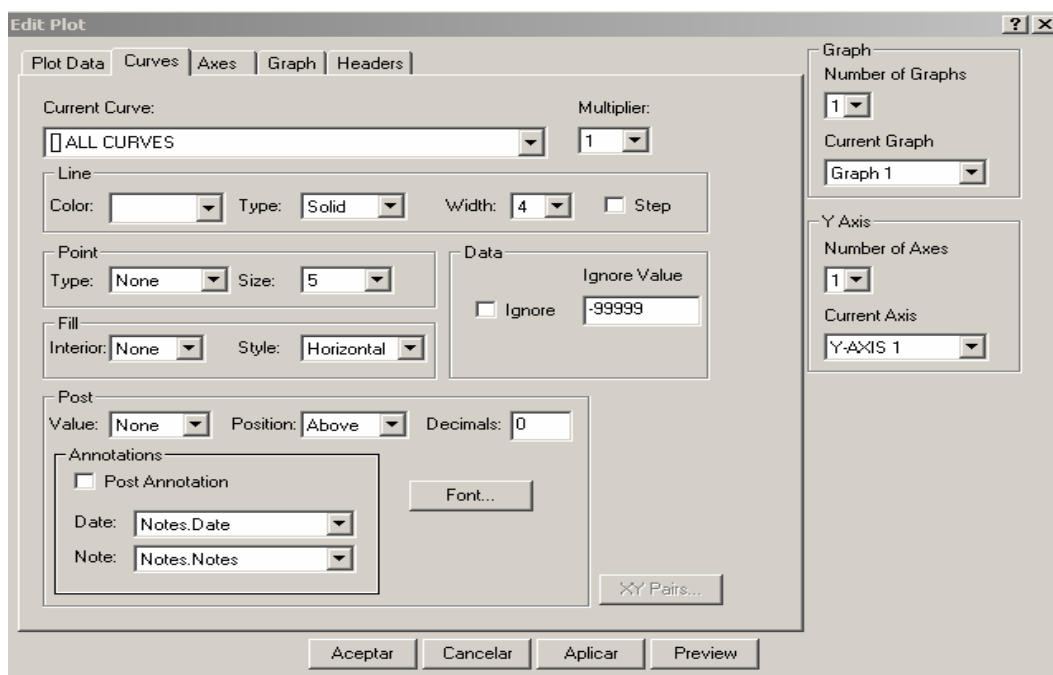 Edit Plot
Plot Data Curves Axes Graph Headers
Current Curve: Multiplier:
[] ALL CURVES 1
Line
Color: Type: Solid Width: 4 Step
Point
Type: None Size: 5
Fill
Interior: None Style: Horizontal
Data
Ignore Value
Ignore -99999
Post
Value: None Position: Above Decimals: 0
Annotations
Post Annotation
Date: Notes.Date
Note: Notes.Notes
Font...
XY Pairs...
Graph
Number of Graphs
1
Current Graph
Graph 1
Y Axis
Number of Axes
1
Current Axis
Y-AXIS 1
Aceptar Cancelar Aplicar Preview